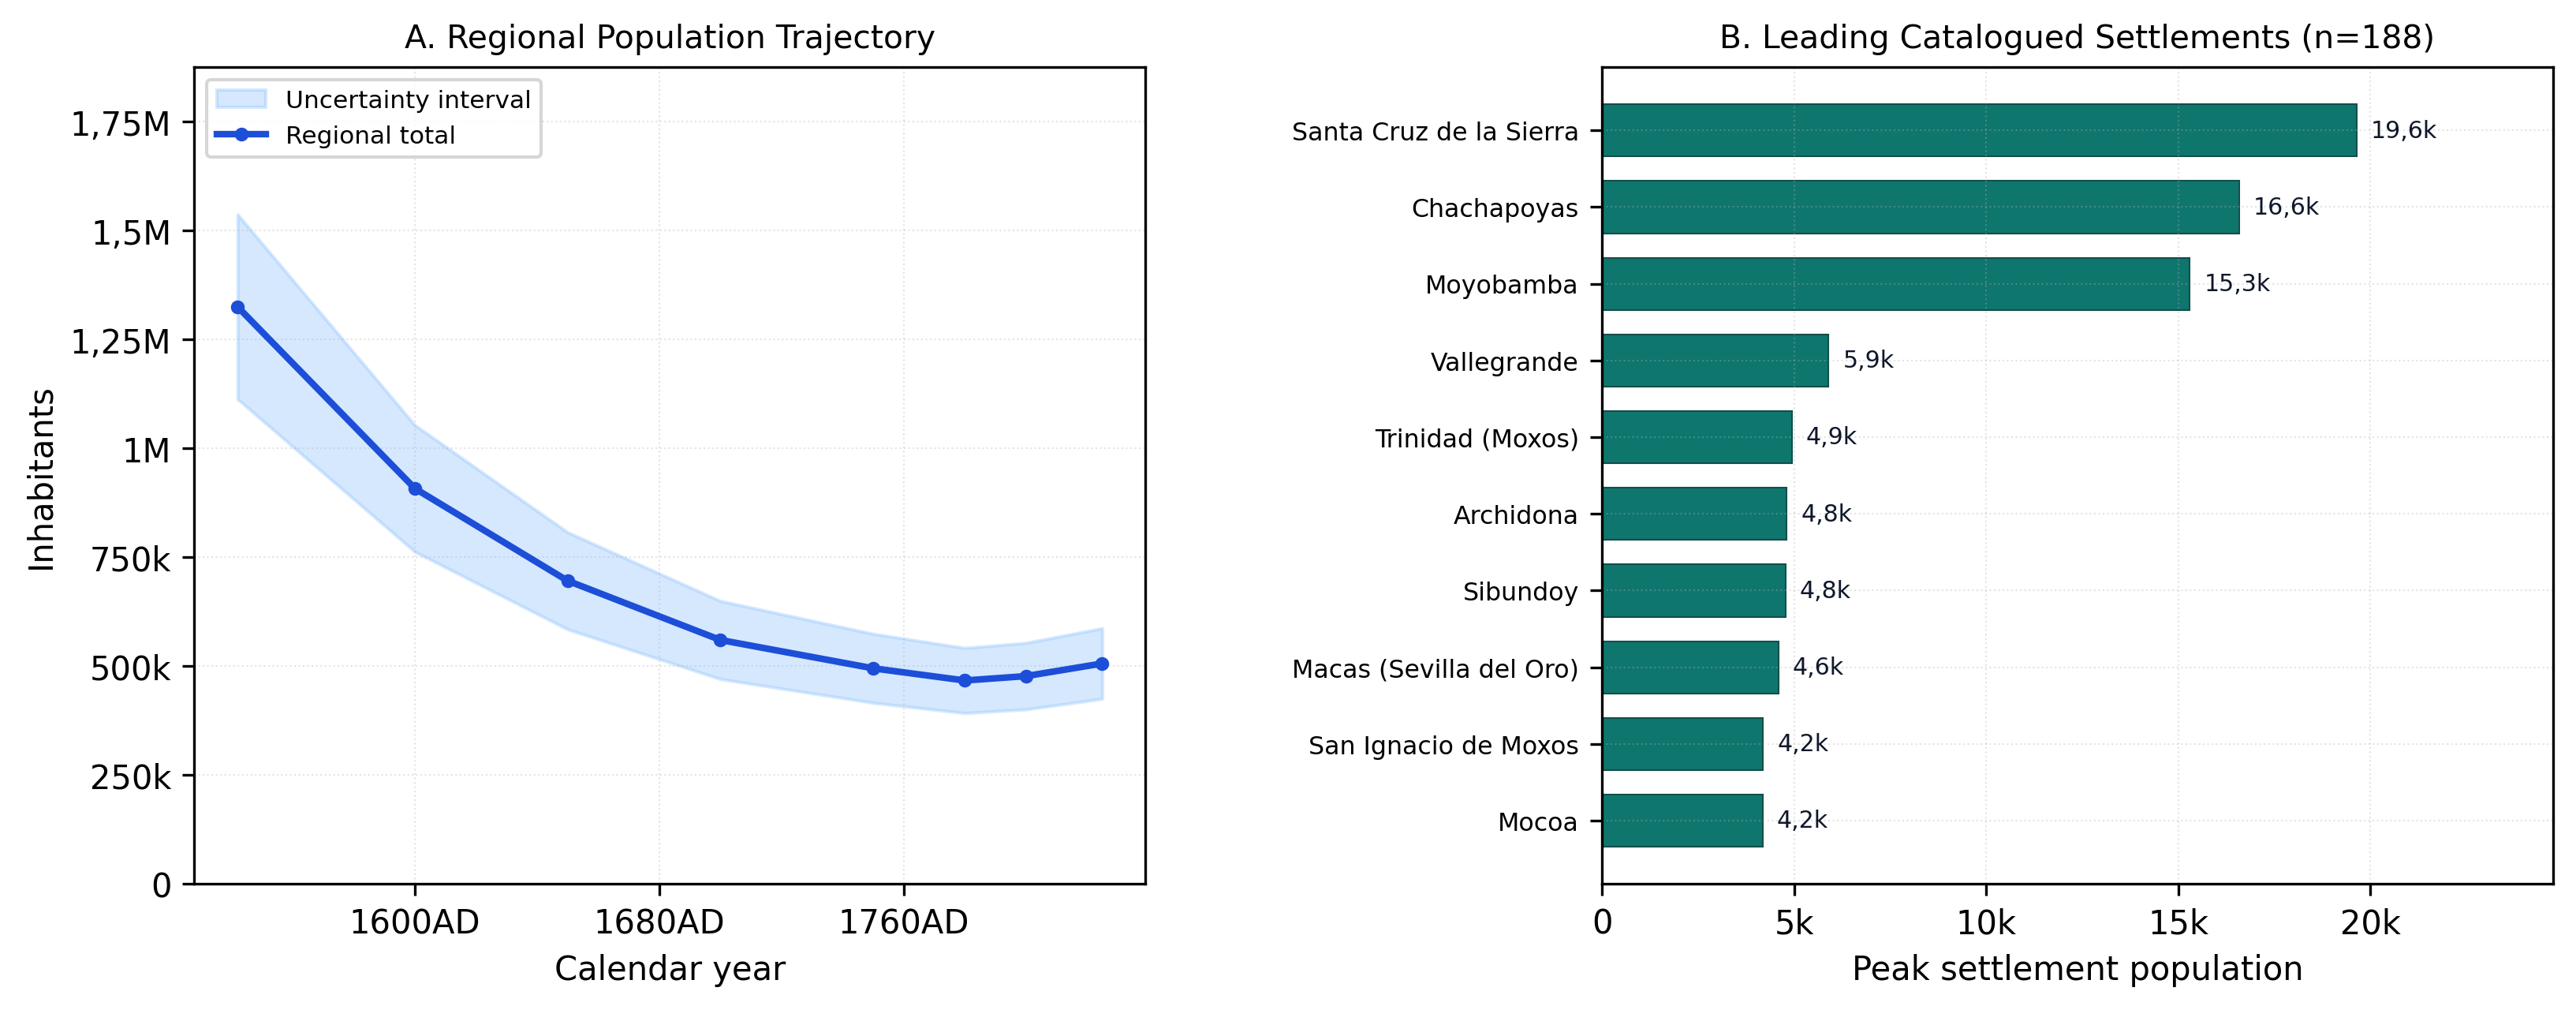 A. Regional Population Trajectory
Uncertainty interval
Regional total
1,75M
1,5M
1,25M
1M
750k
500k
250k
0
Inhabitants
1600AD
1680AD
1760AD
Calendar year
B. Leading Catalogued Settlements (n=188)
Santa Cruz de la Sierra 19,6k
Chachapoyas 16,6k
Moyobamba 15,3k
Vallegrande 5,9k
Trinidad (Moxos) 4,9k
Archidona 4,8k
Sibundoy 4,8k
Macas (Sevilla del Oro) 4,6k
San Ignacio de Moxos 4,2k
Mocoa 4,2k
0 5k 10k 15k 20k
Peak settlement population